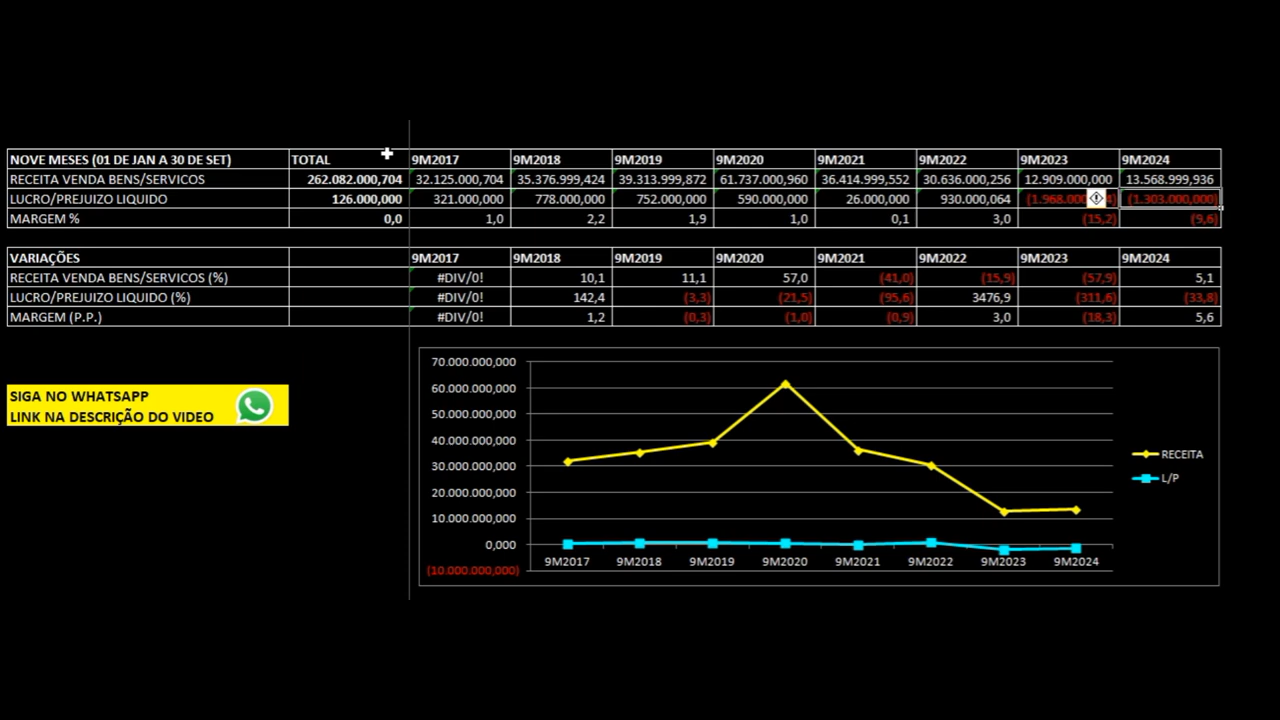 NOVE MESES (01 DE JAN A 30 DE SET) TOTAL 9M2017 9M2018 9M2019 9M2020 9M2021 9M2022 9M2023 9M2024
RECEITA VENDA BENS/SERVICOS 262.082.000,704 32.125.000,704 35.376.999,424 39.313.999,872 61.737.000,960 36.414.999,552 30.636.000,256 12.909.000,000 13.568.999,936
LUCRO/PREJUIZO LIQUIDO 126.000,000 321.000,000 778.000,000 752.000,000 590.000,000 26.000,000 930.000,064 (1.303.000,000)
MARGEM % 0,0 1,0 2,2 1,9 1,0 0,1 3,0 (15,2) (9,6)
VARIAÇÕES 9M2017 9M2018 9M2019 9M2020 9M2021 9M2022 9M2023 9M2024
RECEITA VENDA BENS/SERVICOS (%) #DIV/0! 10,1 11,1 57,0 (41,0) (15,9) (57,9) 5,1
LUCRO/PREJUIZO LIQUIDO (%) #DIV/0! 142,4 (3,3) (21,5) (95,6) 3476,9 (311,6) (33,8)
MARGEM (P.P.) #DIV/0! 1,2 (0,3) (1,0) (0,9) 3,0 (18,3) 5,6
SIGA NO WHATSAPP
LINK NA DESCRIÇÃO DO VIDEO
70.000.000,000
60.000.000,000
50.000.000,000
40.000.000,000
30.000.000,000
20.000.000,000
10.000.000,000
0,000
(10.000.000,000)
9M2017 9M2018 9M2019 9M2020 9M2021 9M2022 9M2023 9M2024
RECEITA
L/P